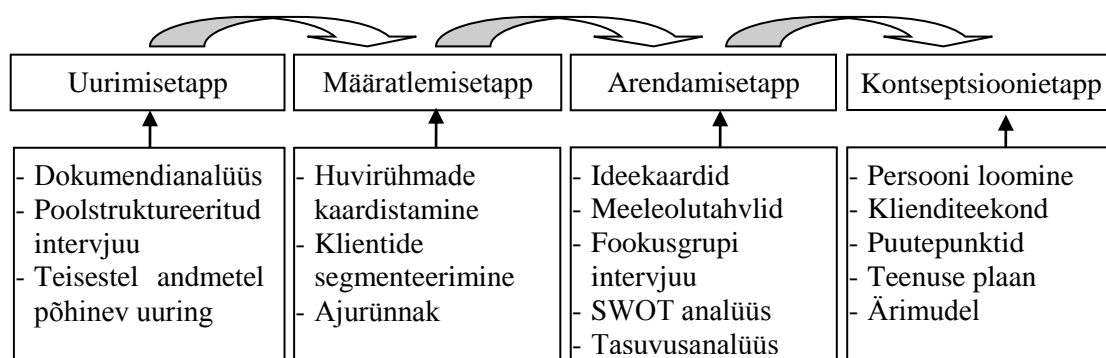 Uurimisetapp
Määratlemisetapp
Arendamisetapp
Kontseptsioonietapp
- Dokumendianalüüs
- Poolstruktureeritud
intervjuu
- Teisestel andmetel
põhinev uuring
- Huvirühmade
kaardistamine
- Klientide
segmenteerimine
- Ajurünnak
- Ideekaardid
- Meeleolutahvlid
- Fookusgrupi
intervjuu
- SWOT analüüs
- Tasuvusanalüüs
- Persooni loomine
- Klienditeekond
- Puutepunktid
- Teenuse plaan
- Ärimudel